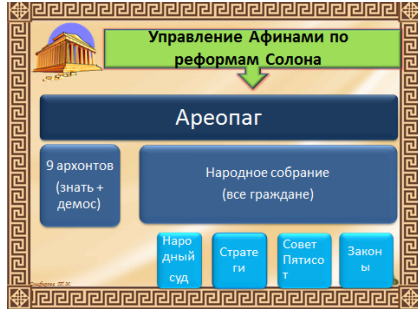 Управление Афинами по
реформам Солона
Ареопаг
9 архонтов
(знать +
демос)
Народное собрание
(все граждане)
Наро
дный
суд
Страте
ги
Совет
Пятисо
т
Закон
ы